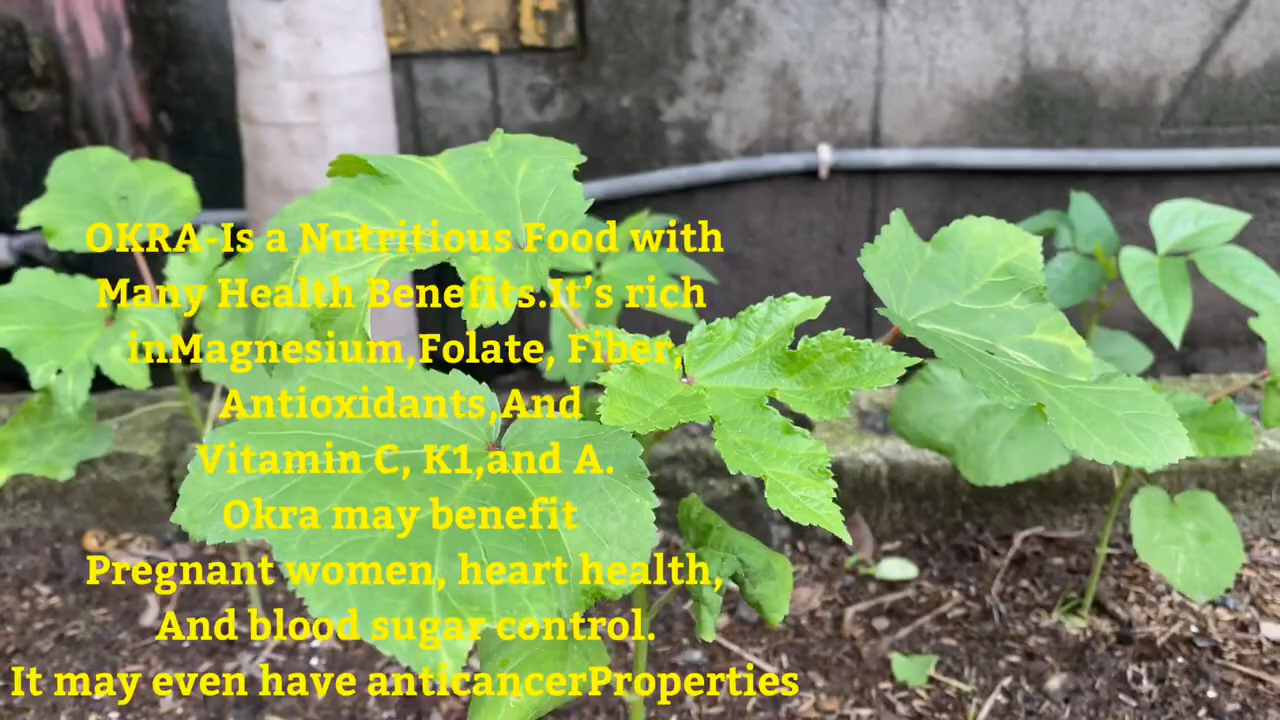 OKRA-Is a Nutritious Food with
Many Health Benefits.It's rich
inMagnesium,Folate, Fiber,
Antioxidants,And
Vitamin C, K1,and A.
Okra may benefit
Pregnant women, heart health,
And blood sugar control.
It may even have anticancerProperties